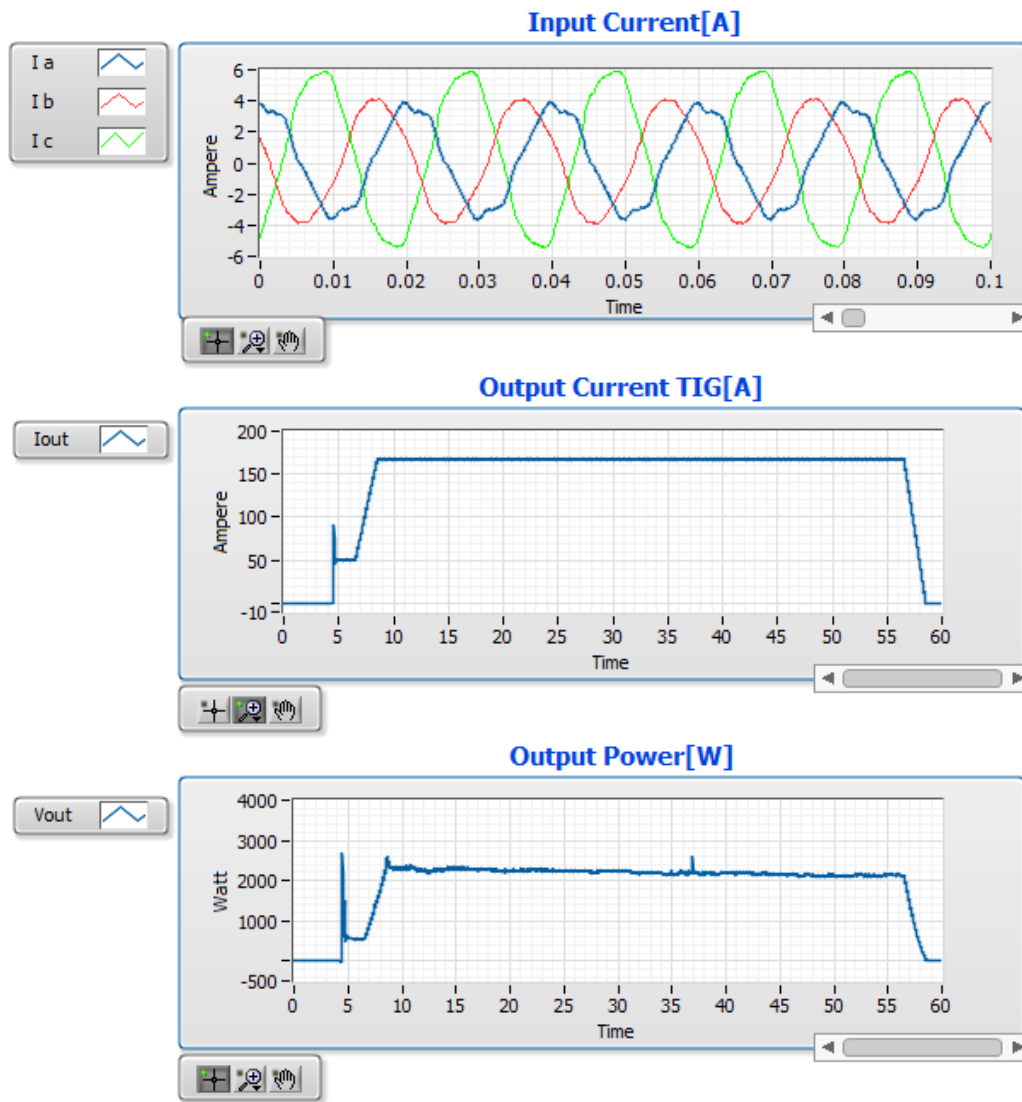 Input Current[A]
Ia
Ib
Ic
Ampere
6
4
2
0
-2
-4
-6
0 0.01 0.02 0.03 0.04 0.05 0.06 0.07 0.08 0.09 0.1
Time
Output Current TIG[A]
Iout
Ampere
200
150
100
50
-10
0 5 10 15 20 25 30 35 40 45 50 55 60
Time
Output Power[W]
Vout
Watt
4000
3000
2000
1000
-500
0 5 10 15 20 25 30 35 40 45 50 55 60
Time